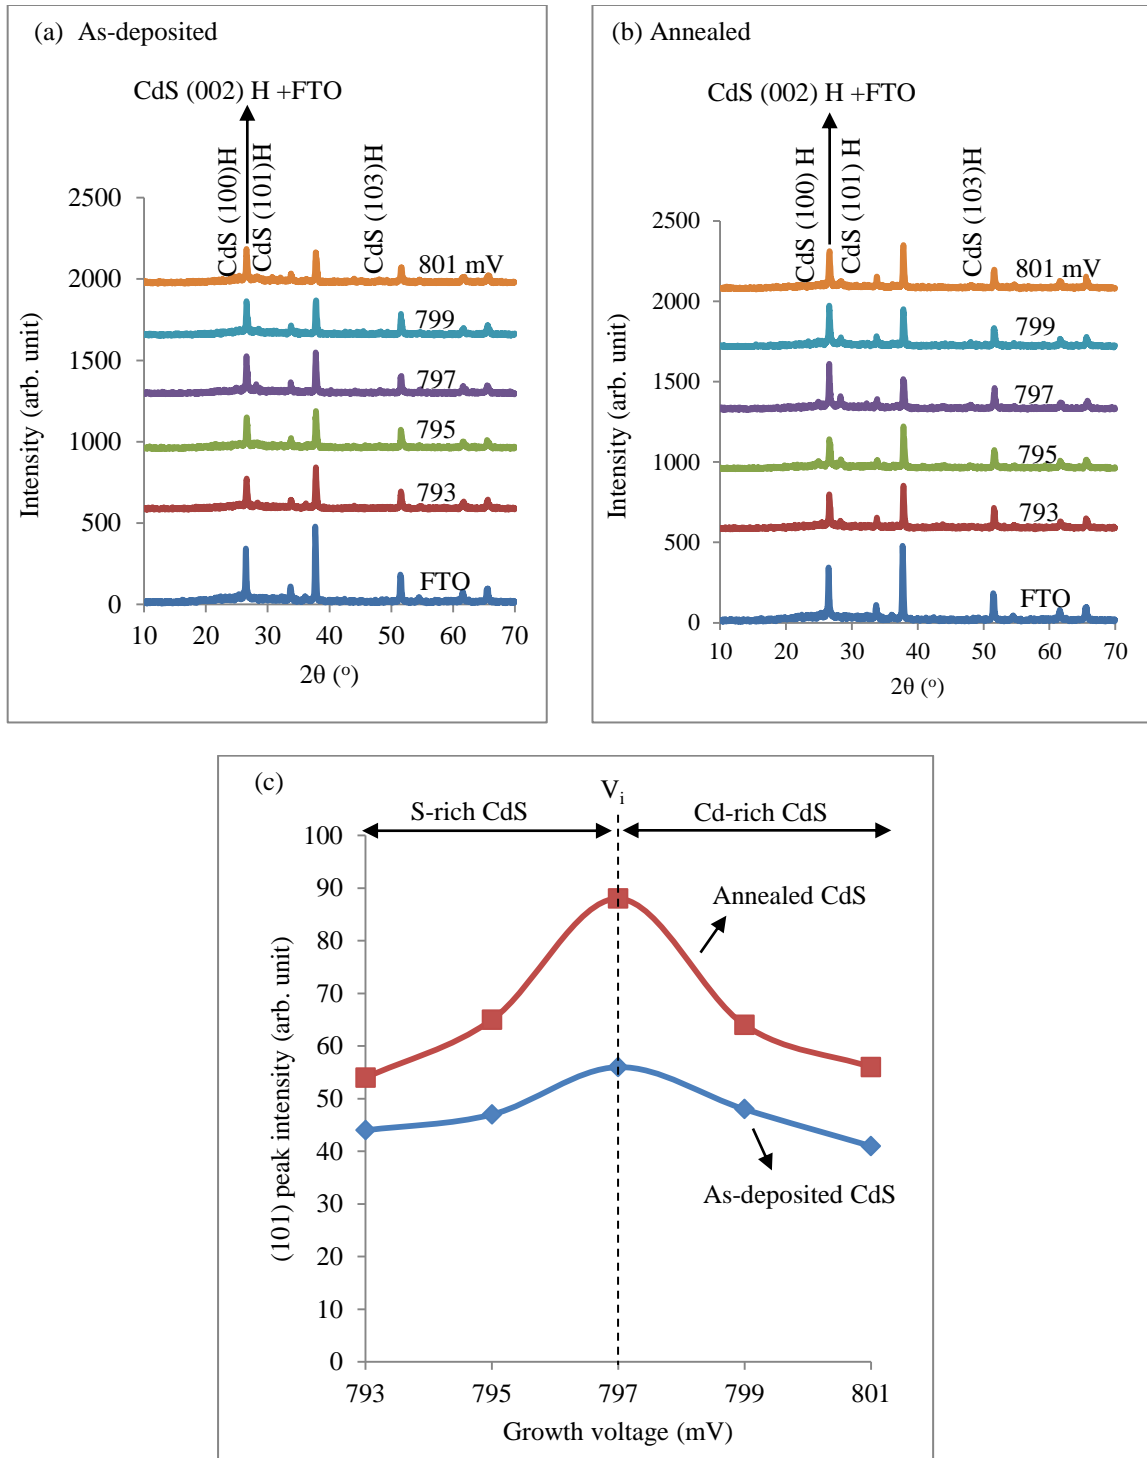 (a) As-deposited
CdS (002) H +FTO
CdS (100)H
CdS (101)H
CdS (103)H
2500
2000
1500
1000
500
0
801 mV
799
797
795
793
FTO
10 20 30 40 50 60 70
2θ (º)
Intensity (arb. unit)
(b) Annealed
CdS (002) H +FTO
CdS (100) H
CdS (101) H
CdS (103)H
2500
2000
1500
1000
500
0
801 mV
799
797
795
793
FTO
10 20 30 40 50 60 70
2θ (º)
Intensity (arb. unit)
(c)
Vi
S-rich CdS
Cd-rich CdS
100
90
80
70
60
50
40
30
20
10
0
Annealed CdS
As-deposited CdS
793 795 797 799 801
Growth voltage (mV)
(101) peak intensity (arb. unit)